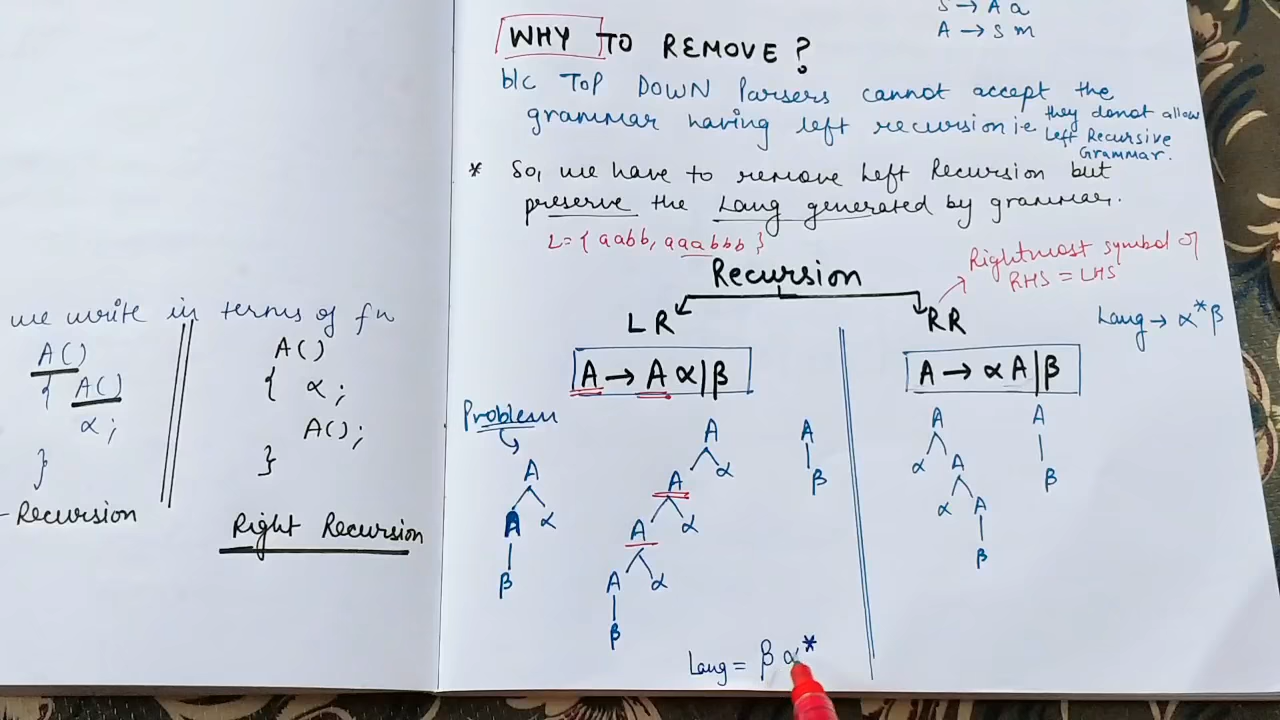 we write in terms of fn
A()
{ A()
α;
}
- Recursion
A()
{ α;
A();
}
Right Recursion
S → A a
A → S m
WHY TO REMOVE?
b/c TOP DOWN Parsers cannot accept the
grammar having left recursion ie they donot allow
Left Recursive
Grammar.
* So, we have to remove Left Recursion but
preserve the Lang generated by grammar.
L = { aabb, aaabbb }
Recursion
Rightmost symbol of
RHS = LHS
LR
RR
Lang → α*β
A → A α | β
A → α A | β
Problem
A
A α
β
A
A α
A α
A α
β
A
β
A
α A
α A
β
A
β
Lang = β α*